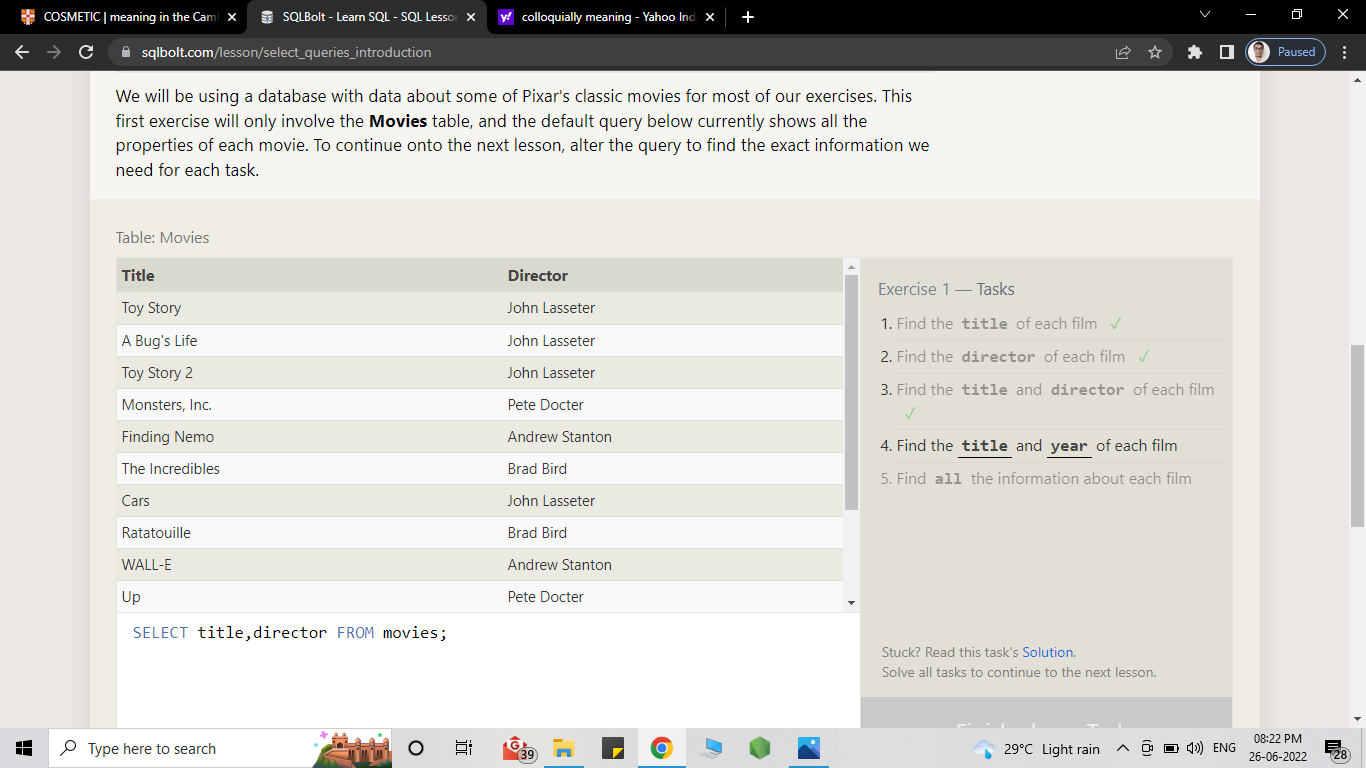 COSMETIC | meaning in the Cam
SQLBolt - Learn SQL - SQL Lesson
colloquially meaning - Yahoo Ind
sqlbolt.com/lesson/select_queries_introduction
Paused
We will be using a database with data about some of Pixar's classic movies for most of our exercises. This
first exercise will only involve the Movies table, and the default query below currently shows all the
properties of each movie. To continue onto the next lesson, alter the query to find the exact information we
need for each task.
Table: Movies
Title Director
Toy Story John Lasseter
A Bug's Life John Lasseter
Toy Story 2 John Lasseter
Monsters, Inc. Pete Docter
Finding Nemo Andrew Stanton
The Incredibles Brad Bird
Cars John Lasseter
Ratatouille Brad Bird
WALL-E Andrew Stanton
Up Pete Docter
SELECT title,director FROM movies;
Exercise 1 — Tasks
1. Find the title of each film ✓
2. Find the director of each film ✓
3. Find the title and director of each film
✓
4. Find the title and year of each film
5. Find all the information about each film
Stuck? Read this task's Solution.
Solve all tasks to continue to the next lesson.
Type here to search
39
29°C Light rain
ENG
08:22 PM
26-06-2022
28